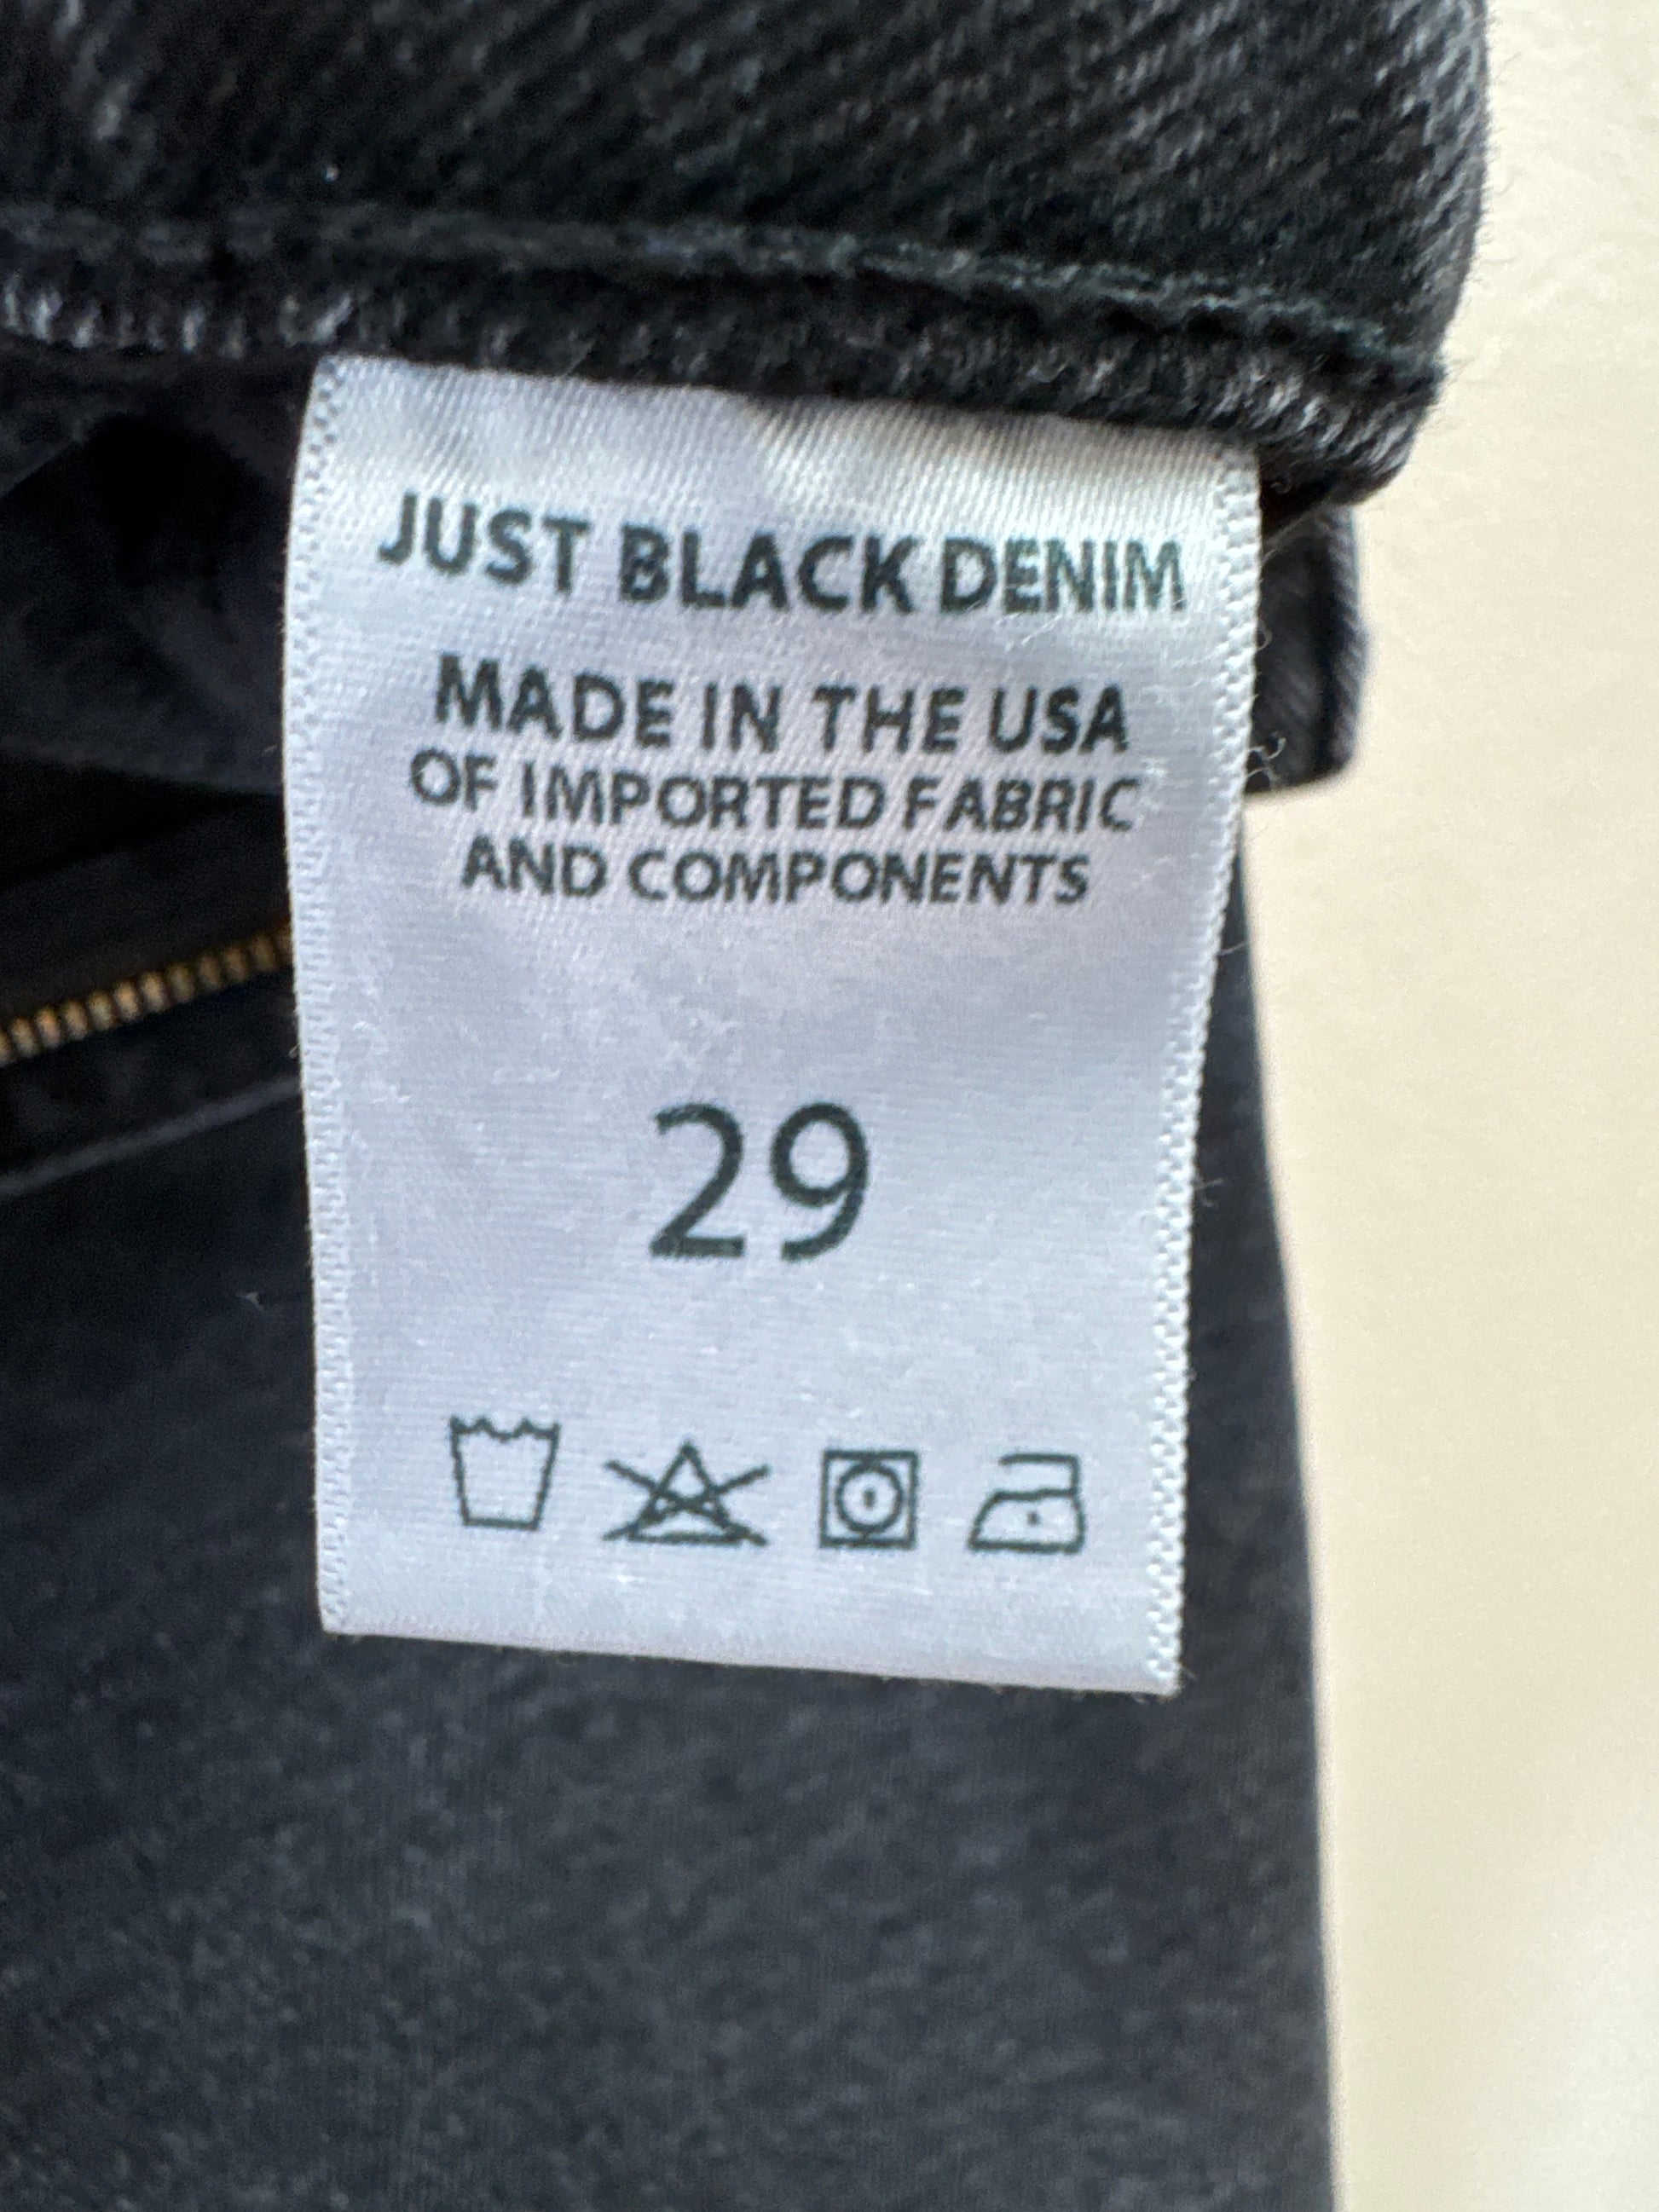 JUST BLACK DENIM
MADE IN THE USA
OF IMPORTED FABRIC
AND COMPONENTS
29